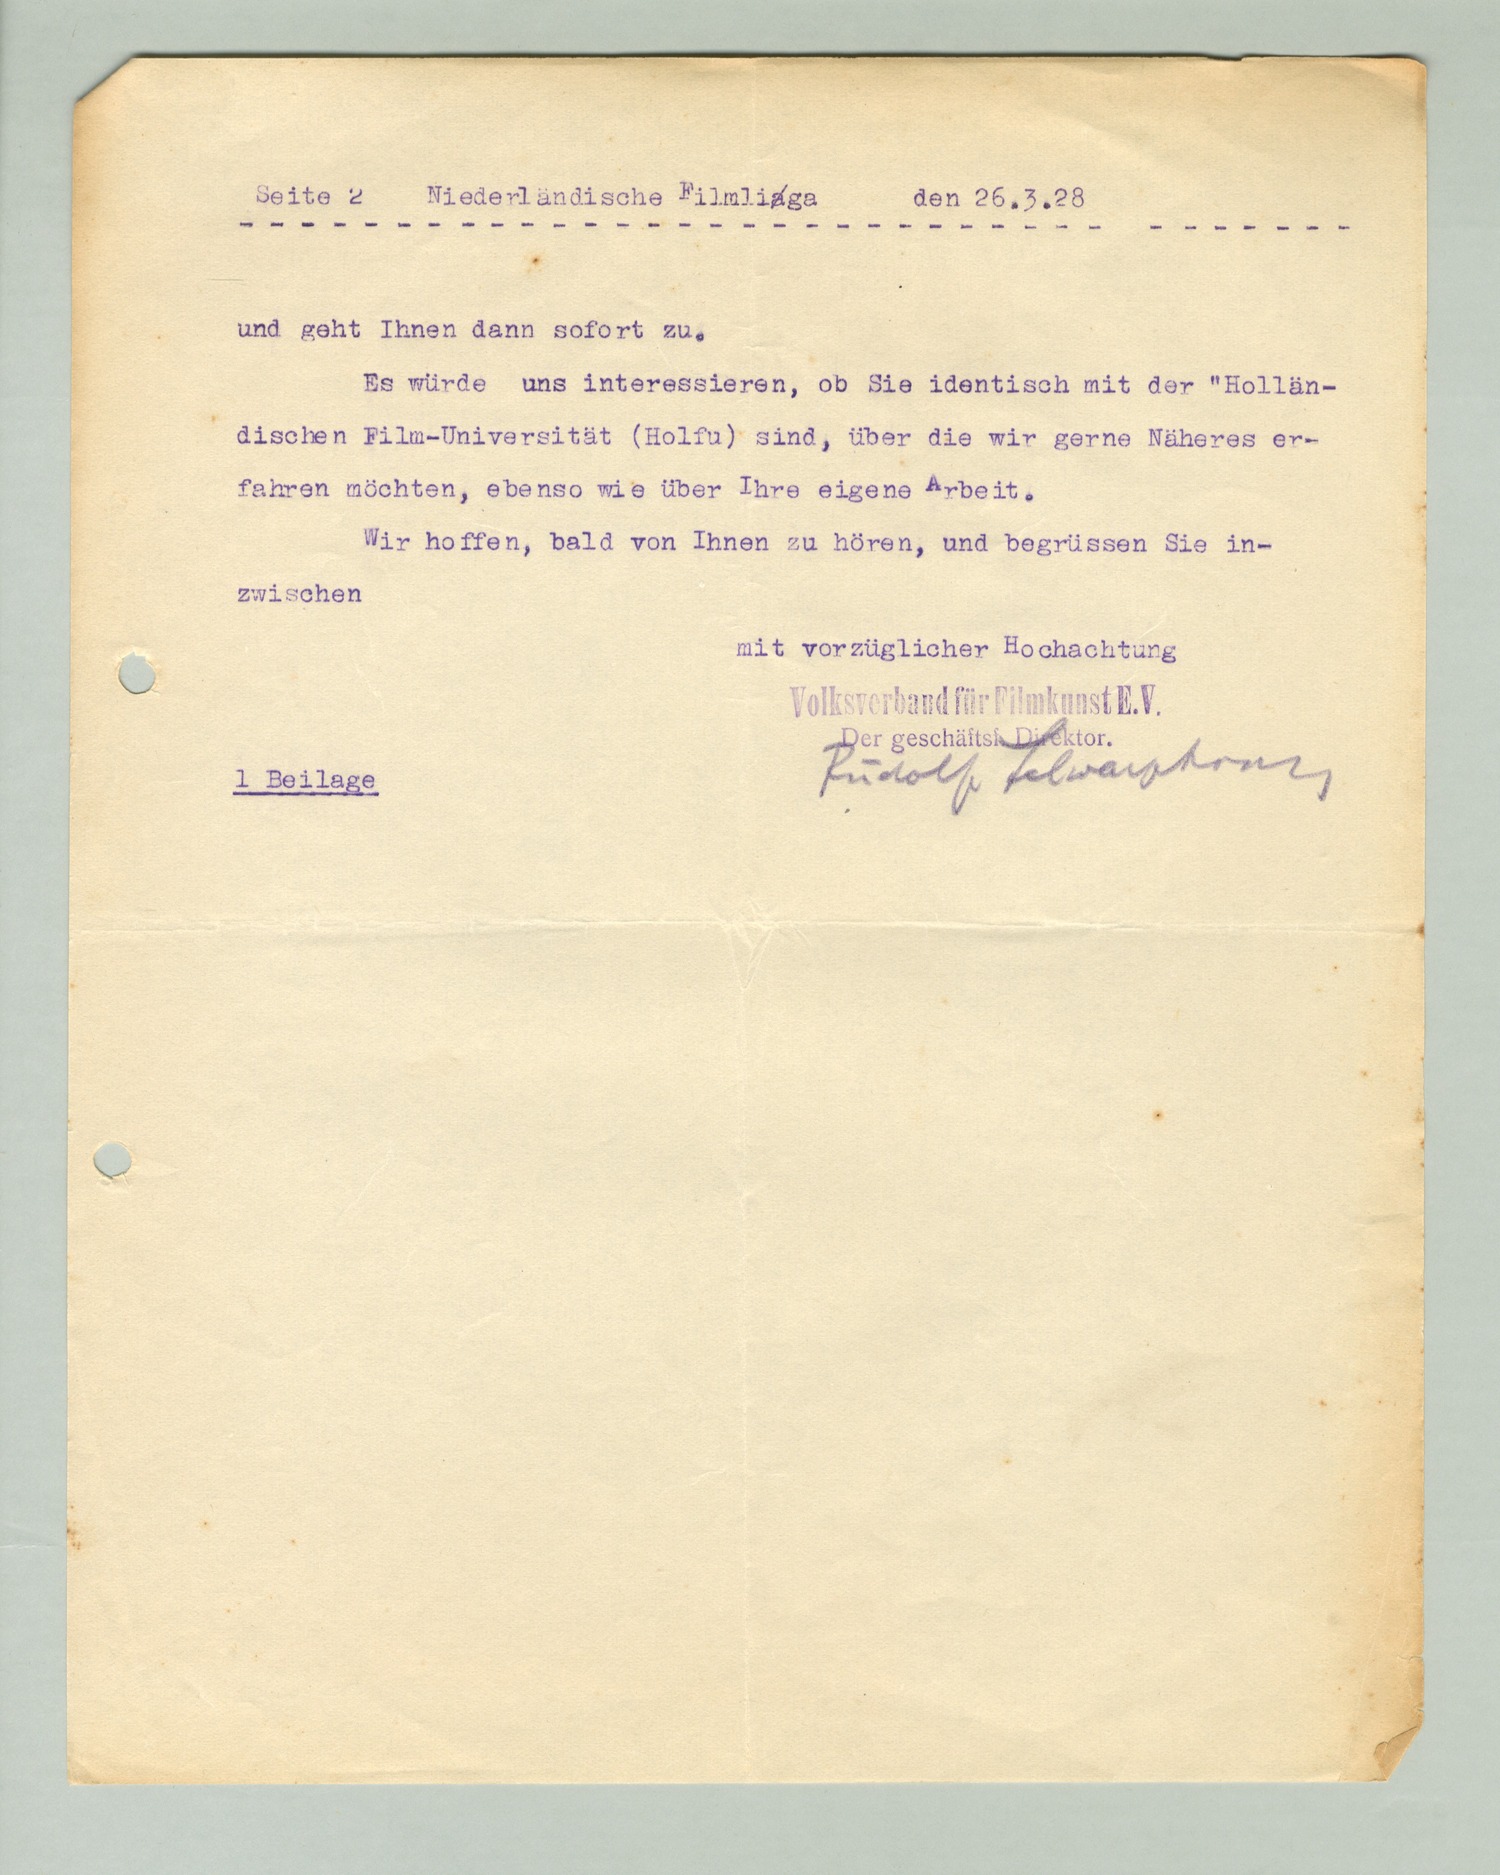 Seite 2 Niederländische Filmliga den 26.3.28
und geht Ihnen dann sofort zu.
Es würde uns interessieren, ob Sie identisch mit der "Hollän-
dischen Film-Universität (Holfu) sind, über die wir gerne Näheres er-
fahren möchten, ebenso wie über Ihre eigene Arbeit.
Wir hoffen, bald von Ihnen zu hören, und begrüssen Sie in-
zwischen
mit vorzüglicher Hochachtung
Volksverband für Filmkunst E.V.
Der geschäftsf. Direktor.
Rudolf Schwarzkopf
1 Beilage